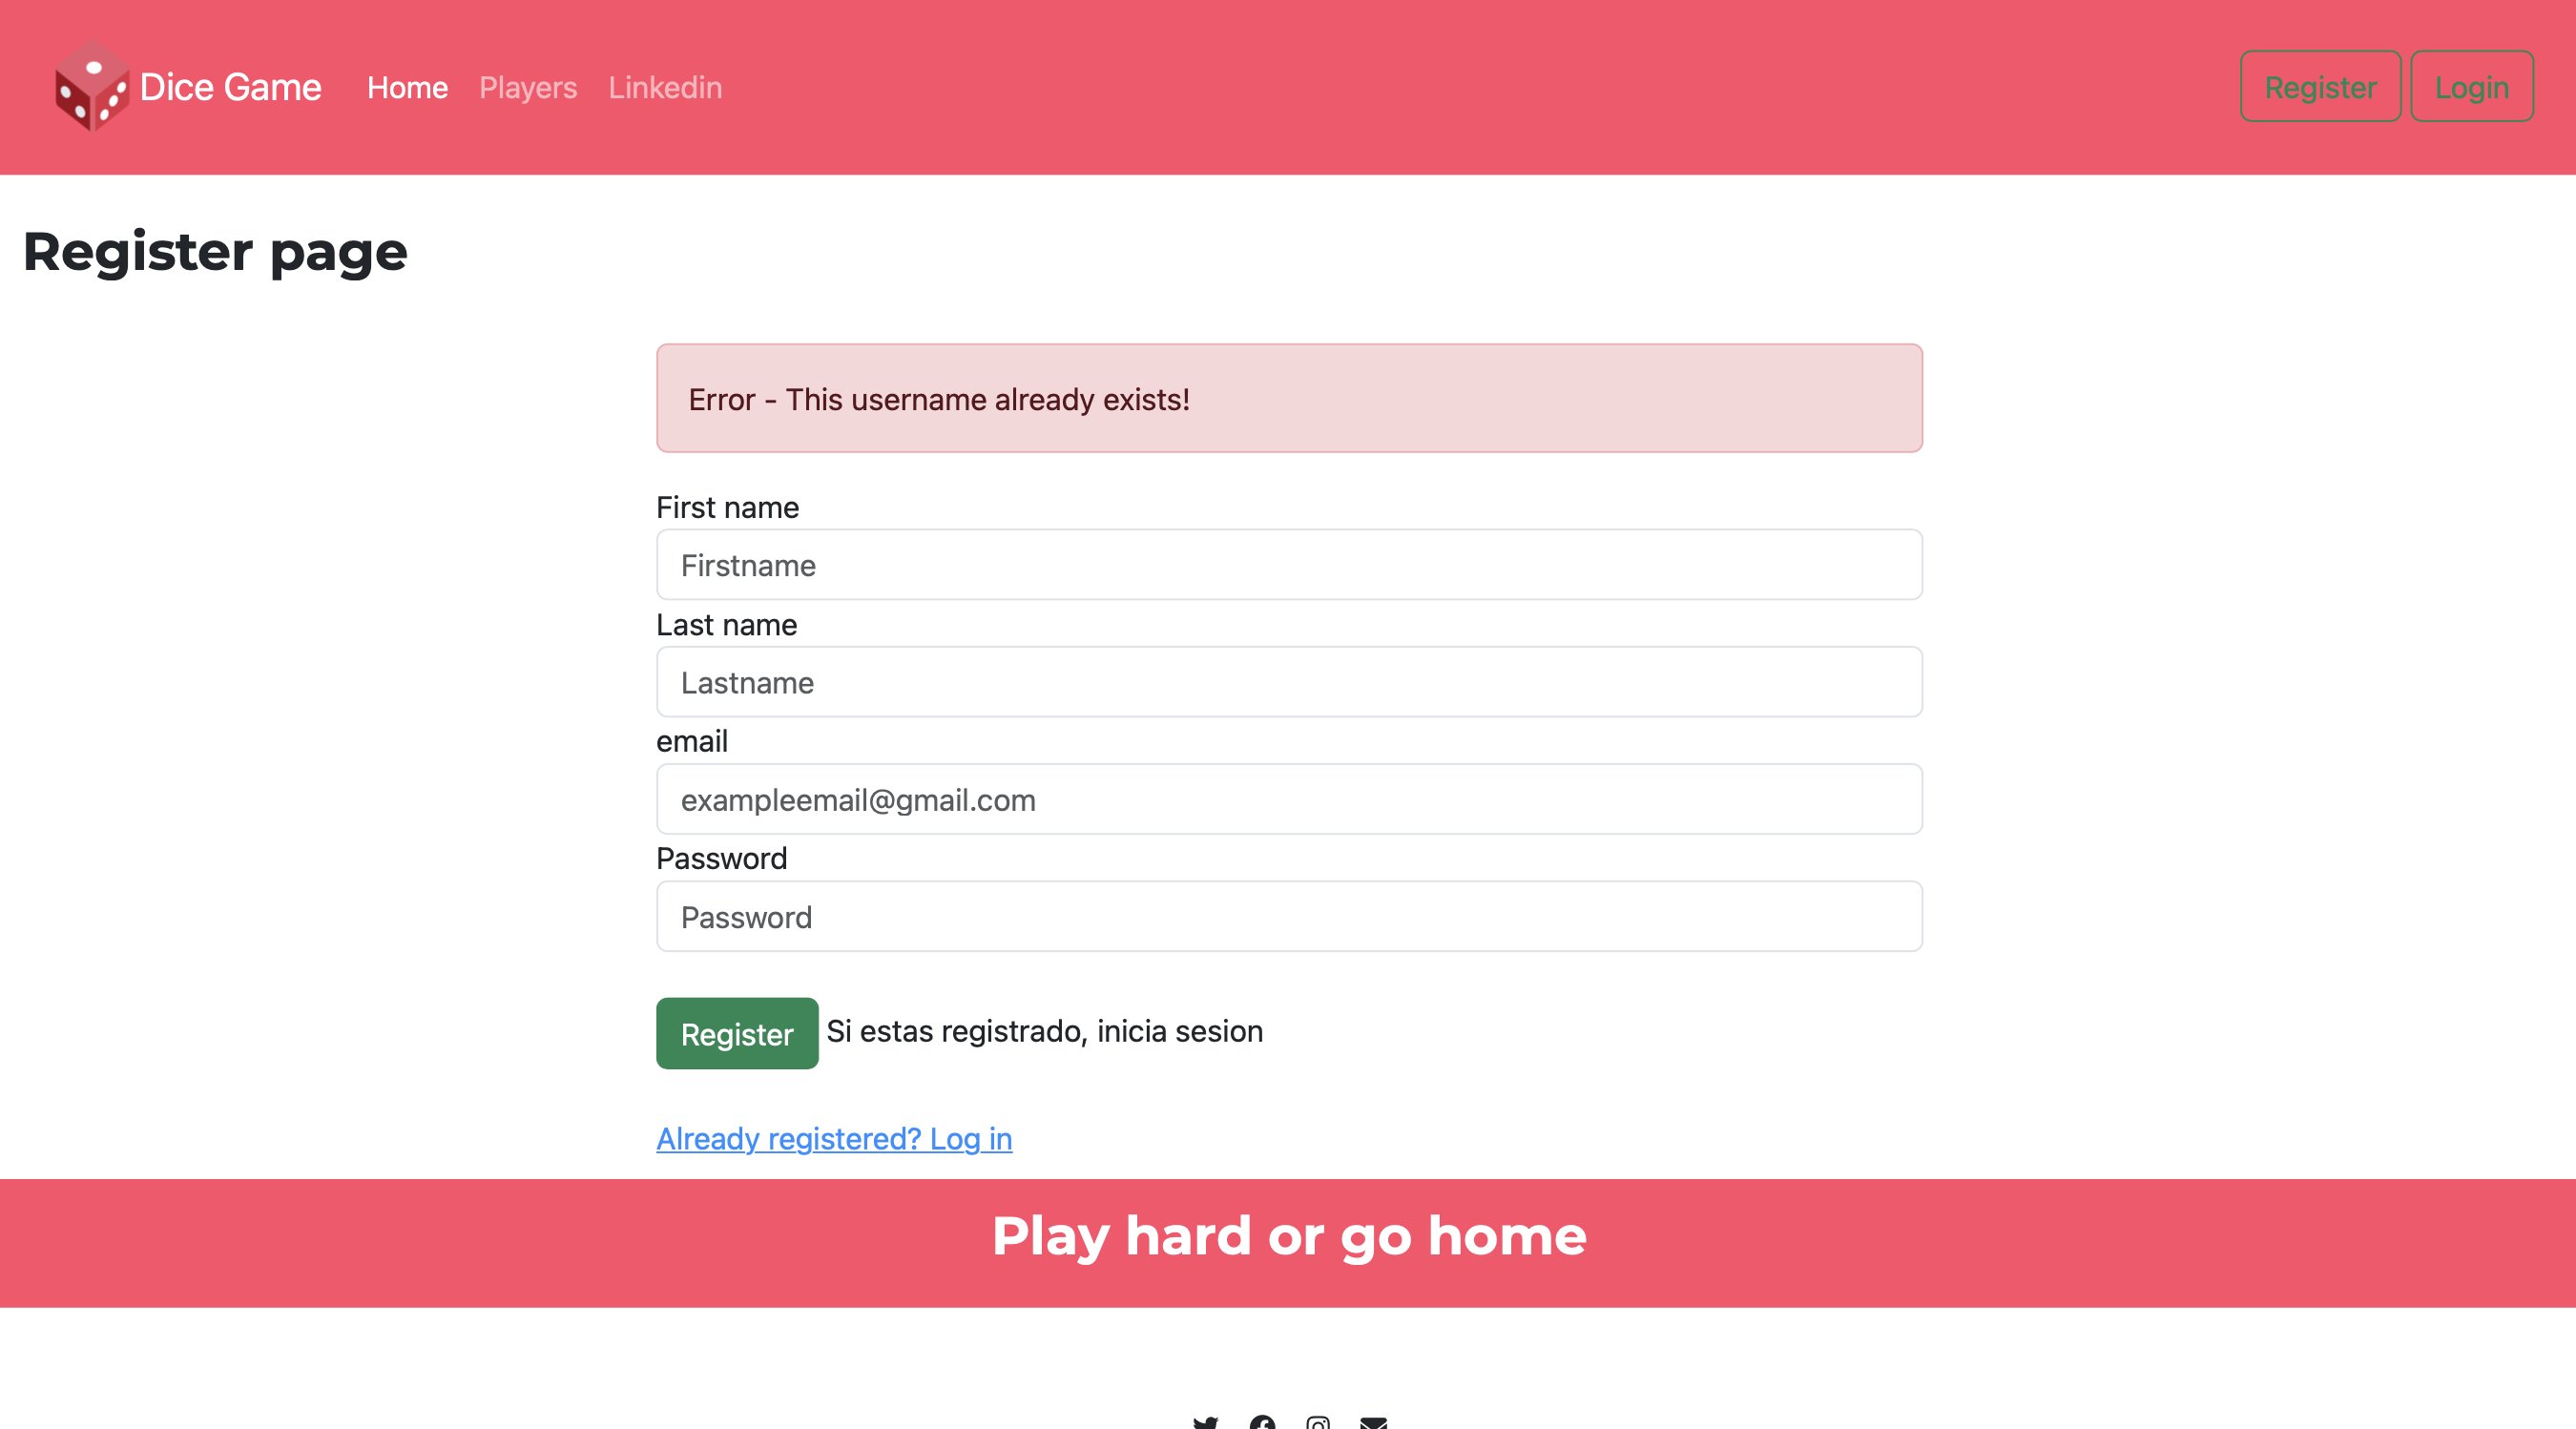 Dice Game Home Players Linkedin Register Login
Register page
Error - This username already exists!
First name
Firstname
Last name
Lastname
email
exampleemail@gmail.com
Password
Password
Register Si estas registrado, inicia sesion
Already registered? Log in
Play hard or go home